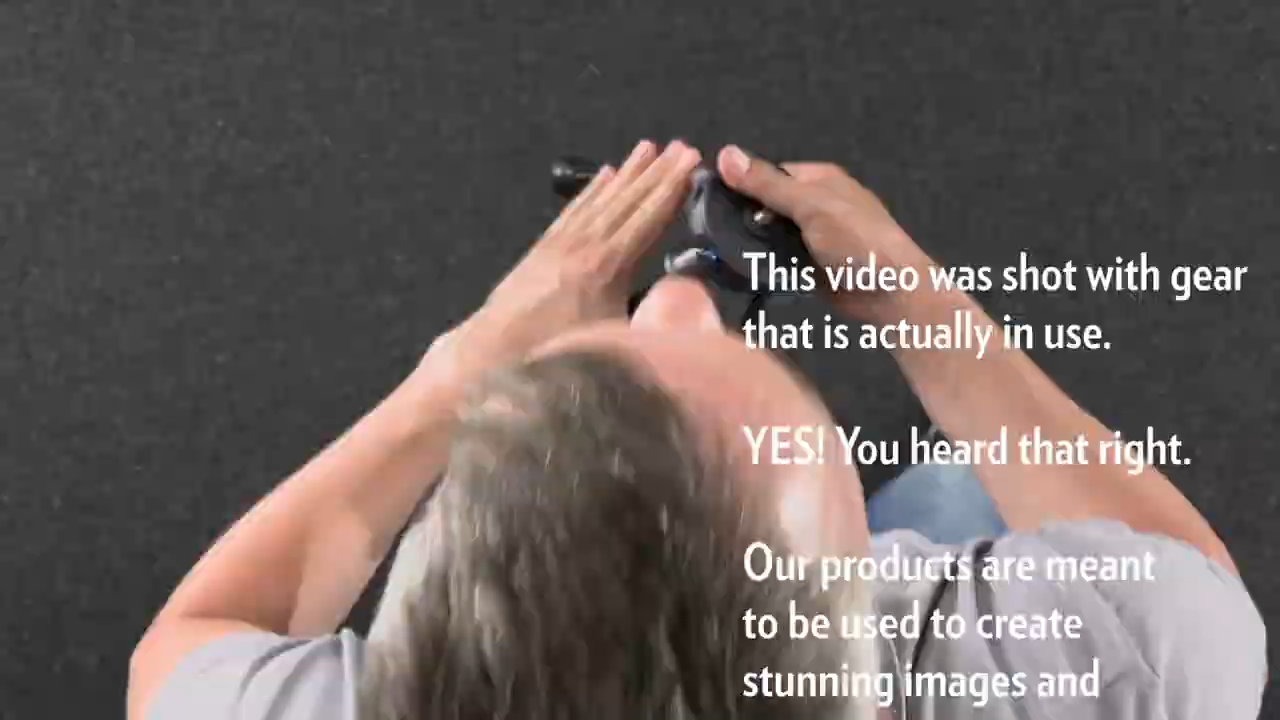 This video was shot with gear
that is actually in use.
YES! You heard that right.
Our products are meant
to be used to create
stunning images and